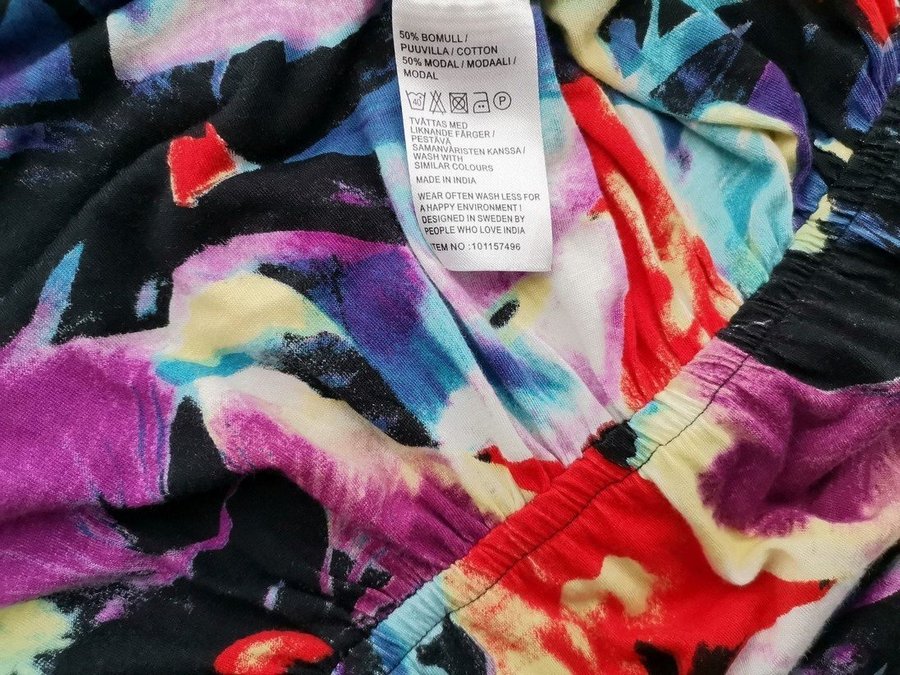 50% BOMULL /
PUUVILLA / COTTON
50% MODAL / MODAALI /
MODAL
40 P
TVÄTTAS MED
LIKNANDE FÄRGER /
PESTÄVÄ
SAMANVÄRISTEN KANSSA /
WASH WITH
SIMILAR COLOURS
MADE IN INDIA
WEAR OFTEN WASH LESS FOR
A HAPPY ENVIRONMENT !
DESIGNED IN SWEDEN BY
PEOPLE WHO LOVE INDIA
ITEM NO :101157496